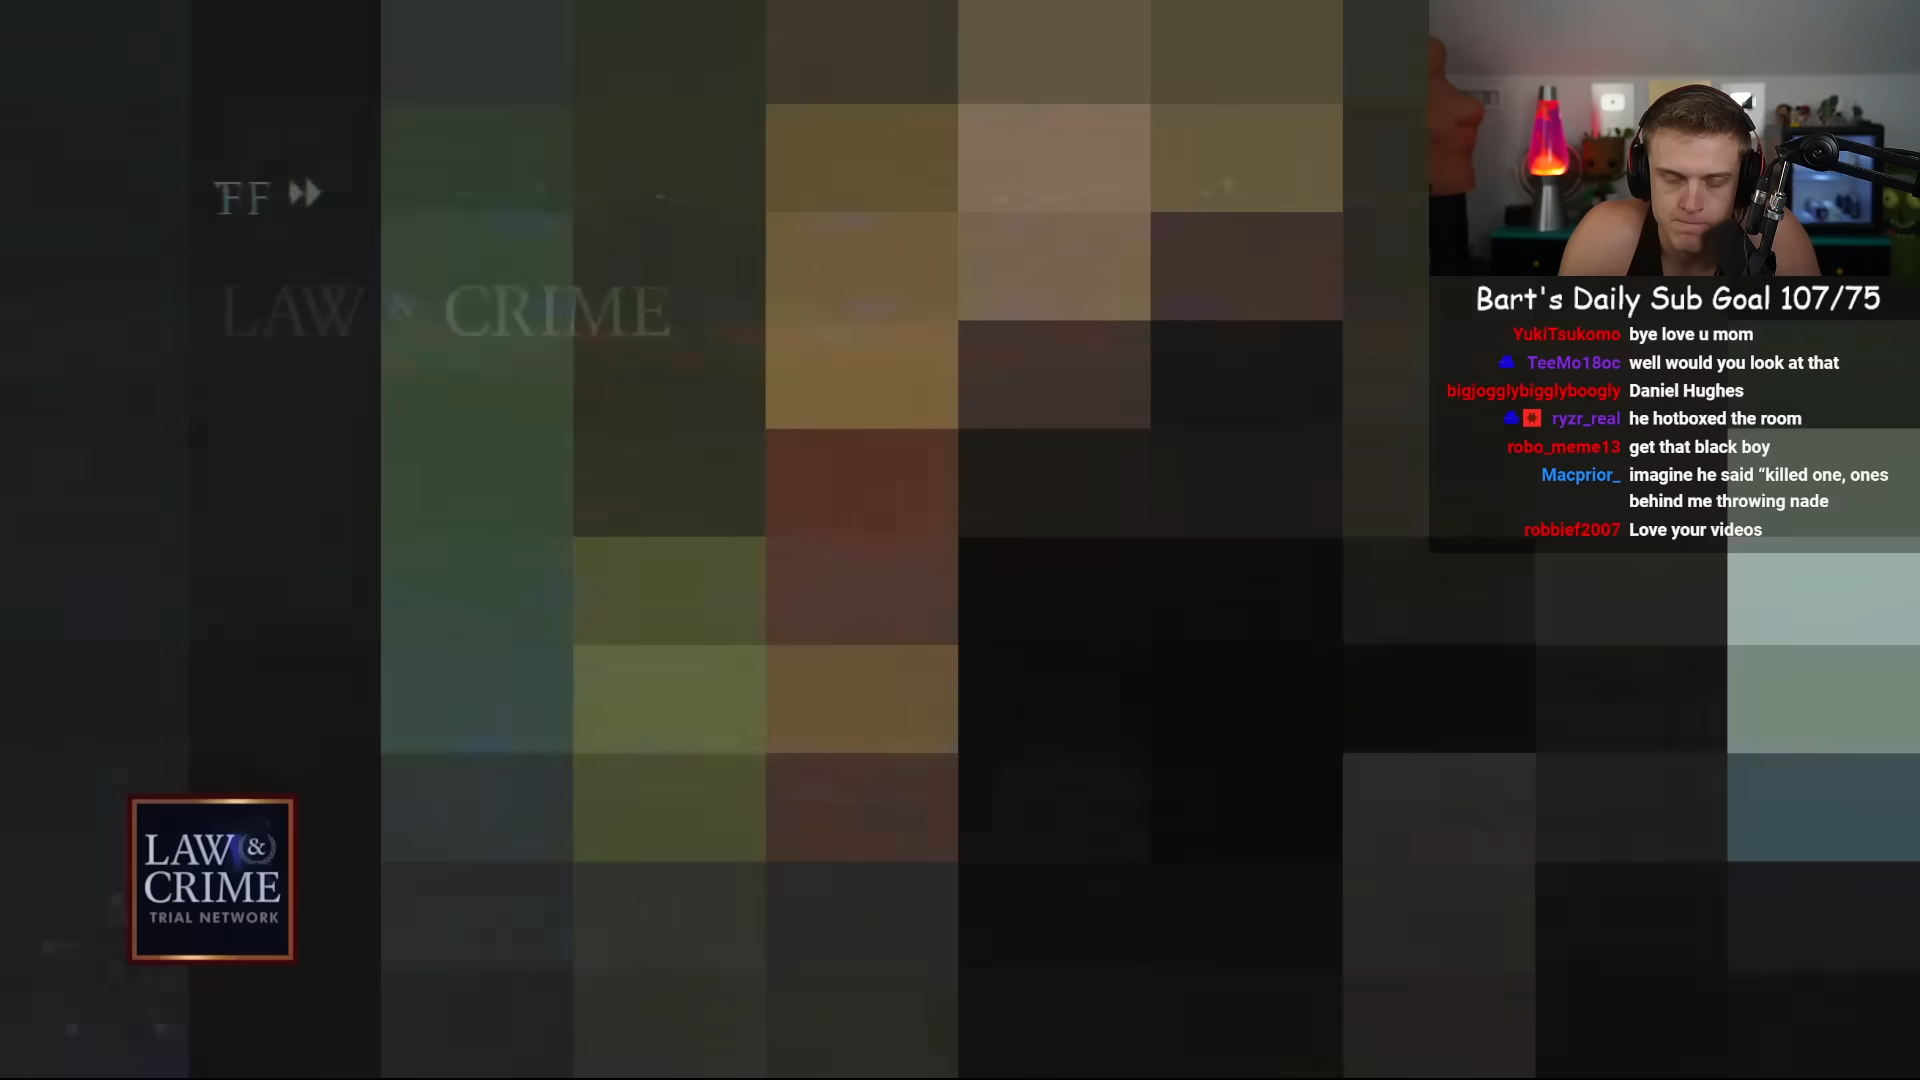 FF
LAW & CRIME
LAW &
CRIME
TRIAL NETWORK
Bart's Daily Sub Goal 107/75
YukiTsukomo bye love u mom
TeeMo18oc well would you look at that
bigjogglybigglyboogly Daniel Hughes
ryzr_real he hotboxed the room
robo_meme13 get that black boy
Macprior_ imagine he said “killed one, ones
behind me throwing nade
robbief2007 Love your videos